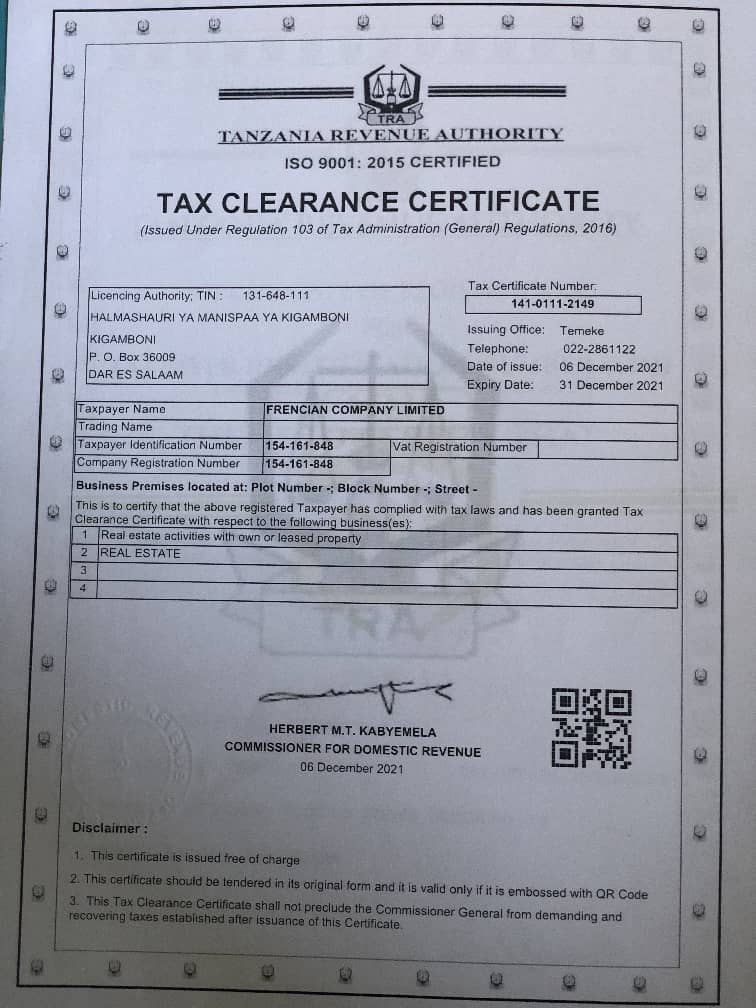 TRA
TANZANIA REVENUE AUTHORITY
ISO 9001: 2015 CERTIFIED
TAX CLEARANCE CERTIFICATE
(Issued Under Regulation 103 of Tax Administration (General) Regulations, 2016)
Licencing Authority; TIN : 131-648-111
HALMASHAURI YA MANISPAA YA KIGAMBONI
KIGAMBONI
P. O. Box 36009
DAR ES SALAAM
Tax Certificate Number:
141-0111-2149
Issuing Office: Temeke
Telephone: 022-2861122
Date of issue: 06 December 2021
Expiry Date: 31 December 2021
Taxpayer Name FRENCIAN COMPANY LIMITED
Trading Name
Taxpayer Identification Number 154-161-848 Vat Registration Number
Company Registration Number 154-161-848
Business Premises located at: Plot Number -; Block Number -; Street -
This is to certify that the above registered Taxpayer has complied with tax laws and has been granted Tax
Clearance Certificate with respect to the following business(es):
1 Real estate activities with own or leased property
2 REAL ESTATE
3
4
TRA
HERBERT M.T. KABYEMELA
COMMISSIONER FOR DOMESTIC REVENUE
06 December 2021
Disclaimer :
1. This certificate is issued free of charge
2. This certificate should be tendered in its original form and it is valid only if it is embossed with QR Code
3. This Tax Clearance Certificate shall not preclude the Commissioner General from demanding and
recovering taxes established after issuance of this Certificate.